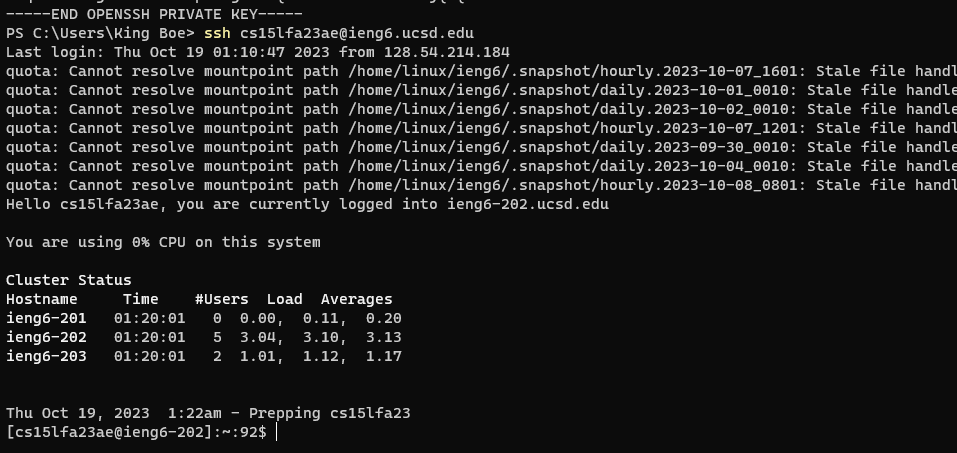 -----END OPENSSH PRIVATE KEY-----
PS C:\Users\King Boe> ssh cs15lfa23ae@ieng6.ucsd.edu
Last login: Thu Oct 19 01:10:47 2023 from 128.54.214.184
quota: Cannot resolve mountpoint path /home/linux/ieng6/.snapshot/hourly.2023-10-07_1601: Stale file handl
quota: Cannot resolve mountpoint path /home/linux/ieng6/.snapshot/daily.2023-10-01_0010: Stale file handle
quota: Cannot resolve mountpoint path /home/linux/ieng6/.snapshot/daily.2023-10-02_0010: Stale file handle
quota: Cannot resolve mountpoint path /home/linux/ieng6/.snapshot/hourly.2023-10-07_1201: Stale file handl
quota: Cannot resolve mountpoint path /home/linux/ieng6/.snapshot/daily.2023-09-30_0010: Stale file handle
quota: Cannot resolve mountpoint path /home/linux/ieng6/.snapshot/daily.2023-10-04_0010: Stale file handle
quota: Cannot resolve mountpoint path /home/linux/ieng6/.snapshot/hourly.2023-10-08_0801: Stale file handl
Hello cs15lfa23ae, you are currently logged into ieng6-202.ucsd.edu
You are using 0% CPU on this system
Cluster Status
Hostname     Time    #Users  Load  Averages
ieng6-201   01:20:01   0  0.00,  0.11,  0.20
ieng6-202   01:20:01   5  3.04,  3.10,  3.13
ieng6-203   01:20:01   2  1.01,  1.12,  1.17
Thu Oct 19, 2023  1:22am - Prepping cs15lfa23
[cs15lfa23ae@ieng6-202]:~:92$